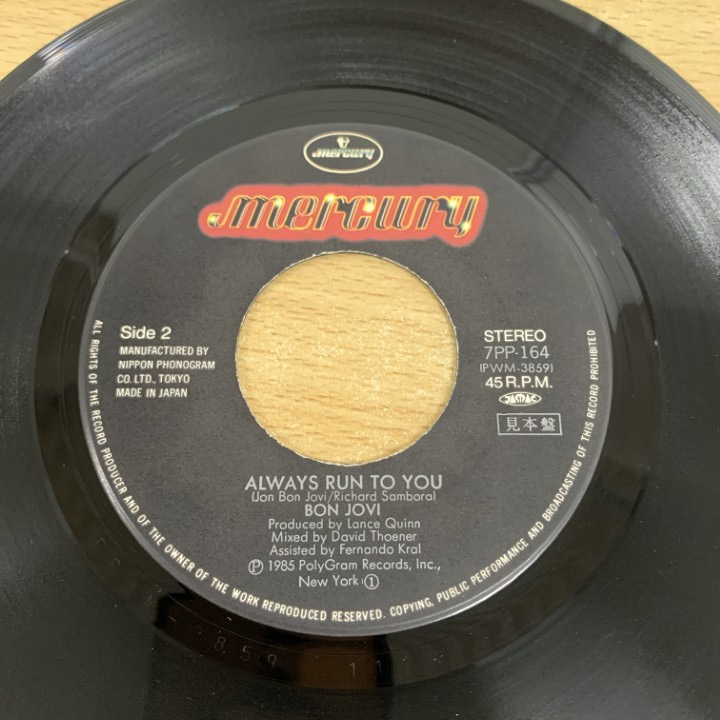 mercury
mercury
Side 2
MANUFACTURED BY
NIPPON PHONOGRAM
CO. LTD., TOKYO
MADE IN JAPAN
STEREO
7PP-164
(PWM-3859)
45 R.P.M.
JASRAC
見本盤
ALWAYS RUN TO YOU
(Jon Bon Jovi/Richard Sambora)
BON JOVI
Produced by Lance Quinn
Mixed by David Thoener
Assisted by Fernando Kral
Ⓟ 1985 PolyGram Records, Inc.,
New York ①
ALL RIGHTS OF THE RECORD PRODUCER AND OF THE OWNER OF THE WORK REPRODUCED RESERVED. COPYING, PUBLIC PERFORMANCE AND BROADCASTING OF THIS RECORD PROHIBITED
3859 11